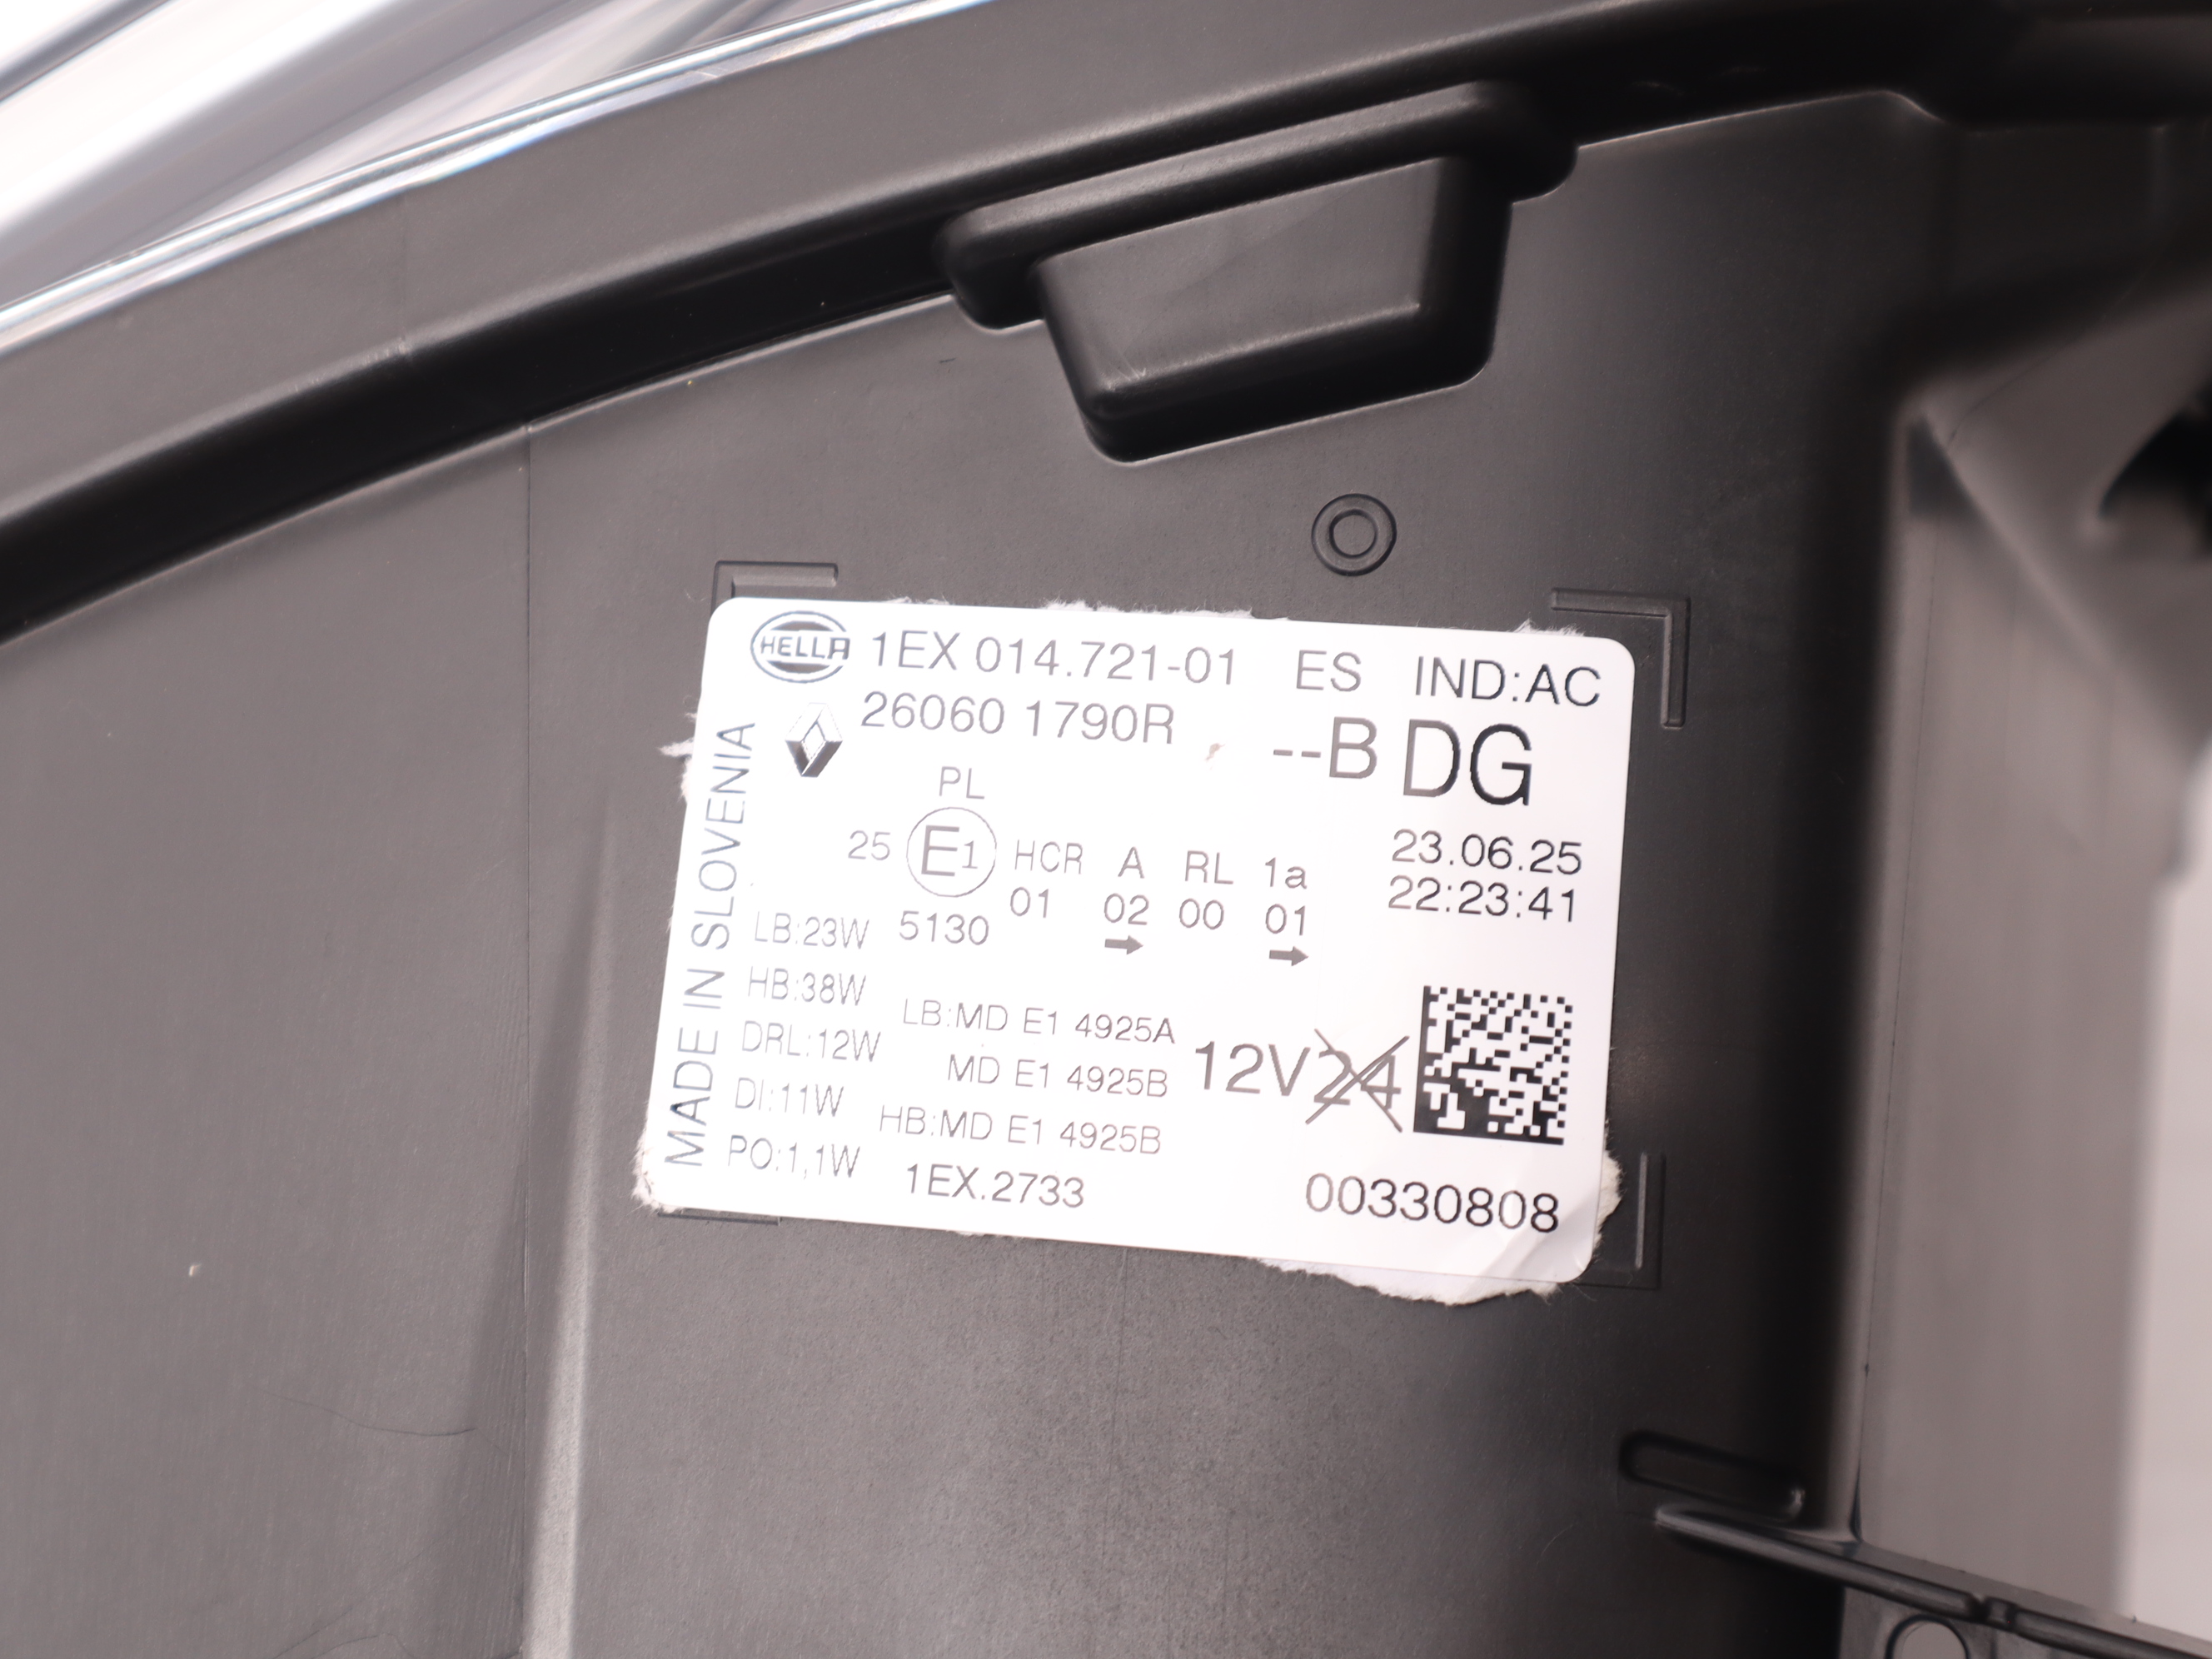 HELLA 1EX 014.721-01 ES IND:AC
26060 1790R --B DG
MADE IN SLOVENIA
PL
25 E1 HCR A RL 1a 23.06.25
01 02 00 01 22:23:41
LB:23W 5130 → →
HB:38W
LB:MD E1 4925A
DRL:12W
MD E1 4925B 12V24
DI:11W
HB:MD E1 4925B
PO:1,1W
1EX.2733 00330808